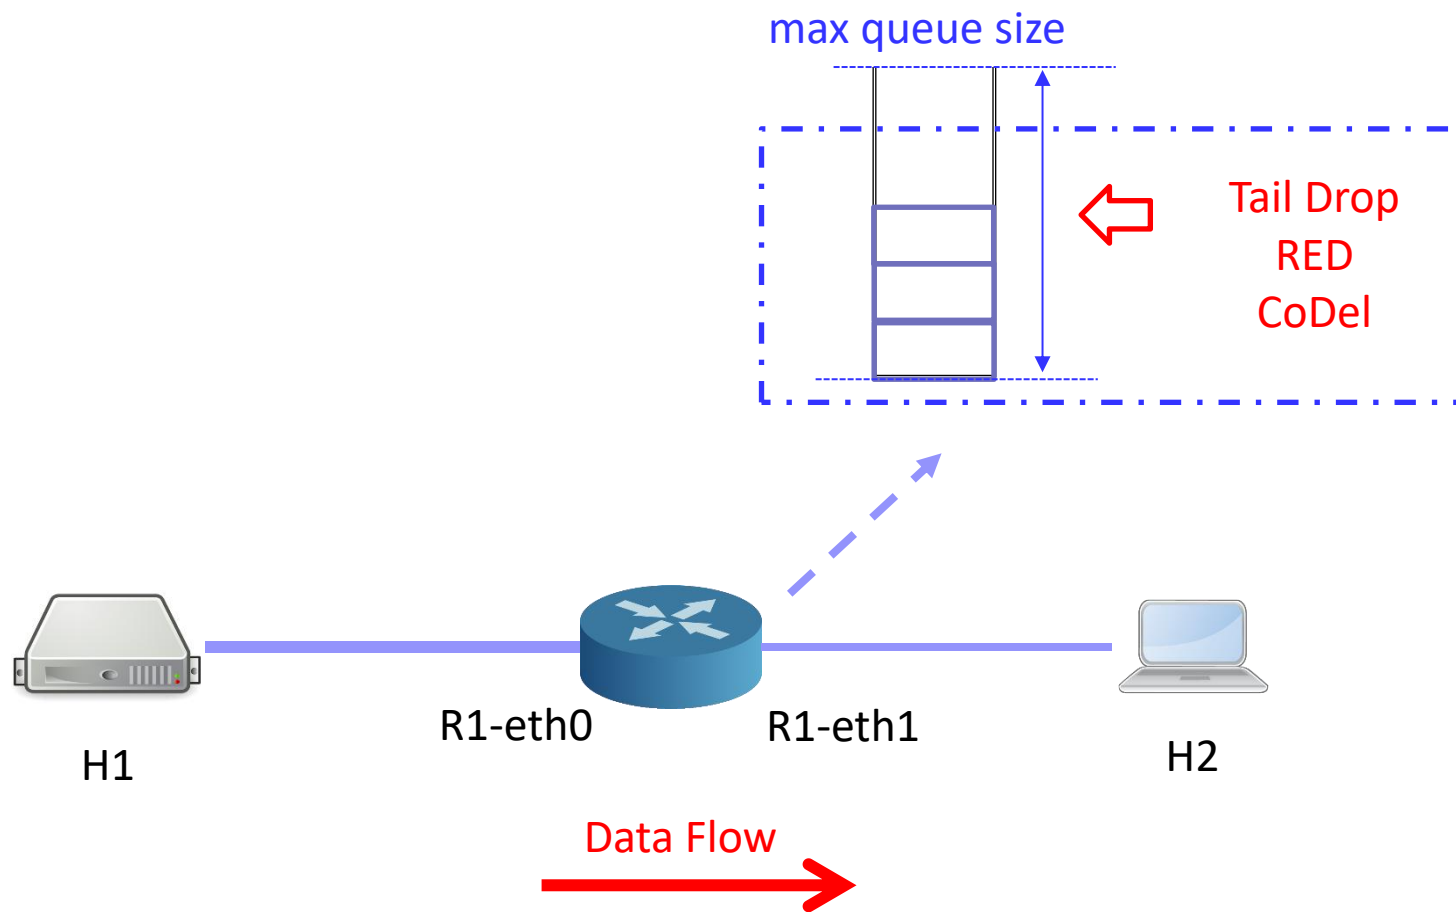 max queue size
Tail Drop
RED
CoDel
R1-eth0
R1-eth1
H1
H2
Data Flow